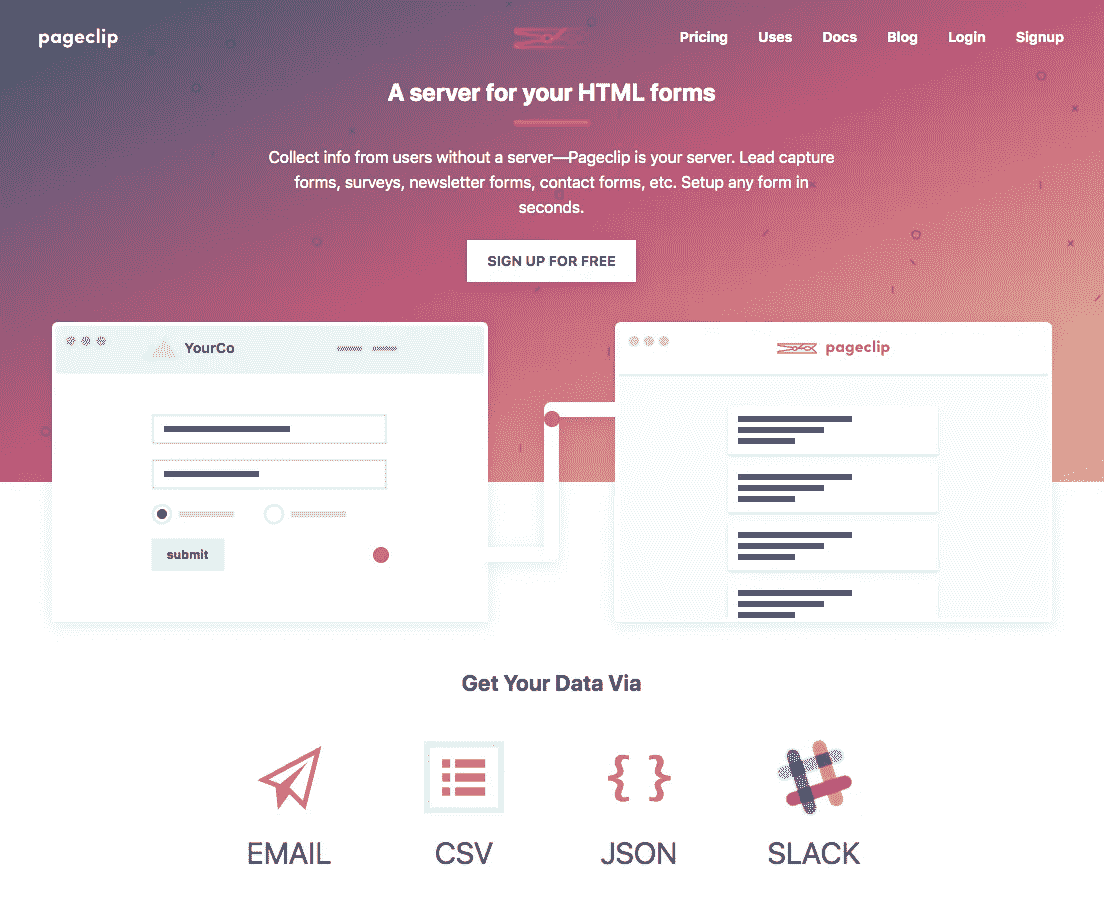 pageclip
Pricing Uses Docs Blog Login Signup
A server for your HTML forms
Collect info from users without a server—Pageclip is your server. Lead capture
forms, surveys, newsletter forms, contact forms, etc. Setup any form in
seconds.
SIGN UP FOR FREE
YourCo
submit
pageclip
Get Your Data Via
{ }
EMAIL CSV JSON SLACK